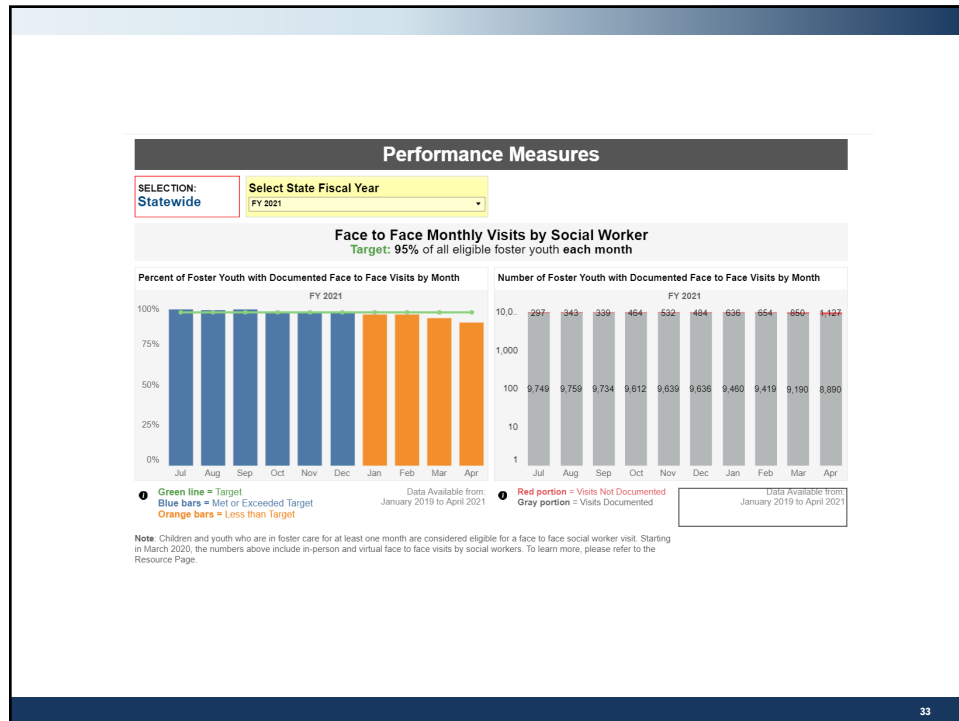 Performance Measures
SELECTION:
Statewide
Select State Fiscal Year
FY 2021
Face to Face Monthly Visits by Social Worker
Target: 95% of all eligible foster youth each month
Percent of Foster Youth with Documented Face to Face Visits by Month
FY 2021
100%
75%
50%
25%
0%
Jul Aug Sep Oct Nov Dec Jan Feb Mar Apr
Green line = Target
Blue bars = Met or Exceeded Target
Orange bars = Less than Target
Data Available from:
January 2019 to April 2021
Number of Foster Youth with Documented Face to Face Visits by Month
FY 2021
10,0..
297 343 339 464 532 484 636 654 850 1,127
1,000
100
9,749 9,759 9,734 9,612 9,639 9,636 9,460 9,419 9,190 8,890
10
1
Jul Aug Sep Oct Nov Dec Jan Feb Mar Apr
Red portion = Visits Not Documented
Gray portion = Visits Documented
Data Available from:
January 2019 to April 2021
Note: Children and youth who are in foster care for at least one month are considered eligible for a face to face social worker visit. Starting
in March 2020, the numbers above include in-person and virtual face to face visits by social workers. To learn more, please refer to the
Resource Page.
33